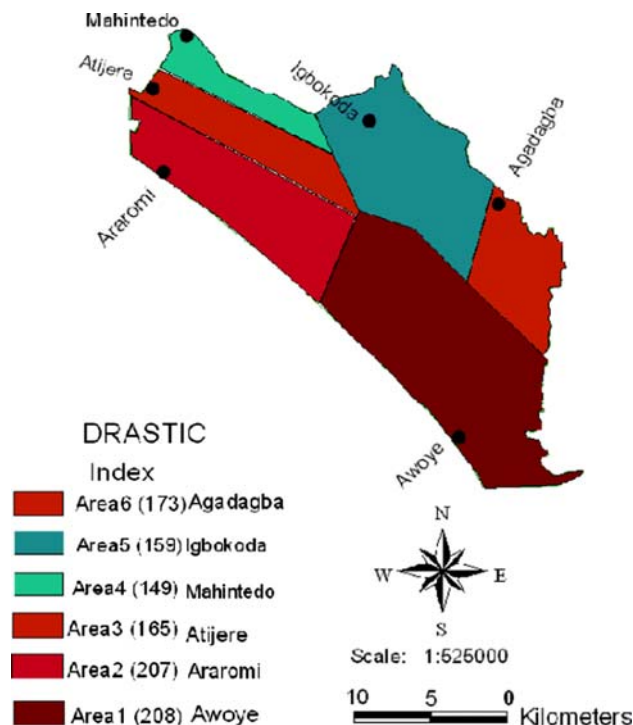 Mahintedo
Atijere
Igbokoda
Agadagba
Araromi
Awoye
DRASTIC
Index
Area6 (173) Agadagba
Area5 (159) Igbokoda
Area4 (149) Mahintedo
Area3 (165) Atijere
Area2 (207) Araromi
Area1 (208) Awoye
N
W E
S
Scale: 1:525000
10 5 0 Kilometers